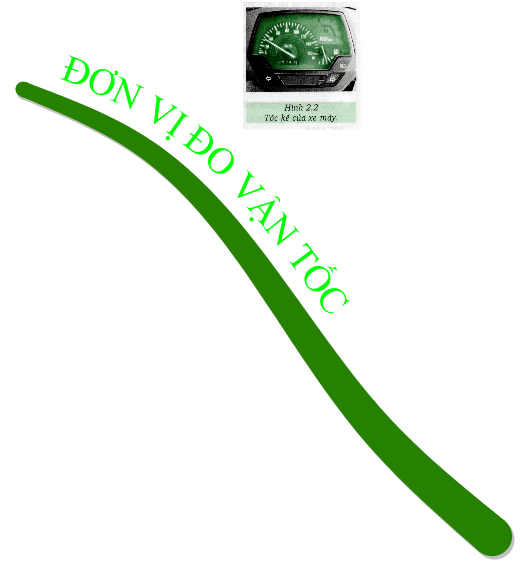 Hình 2.2
Tốc kế của xe máy.
ĐƠN VỊ ĐO VẬN TỐC